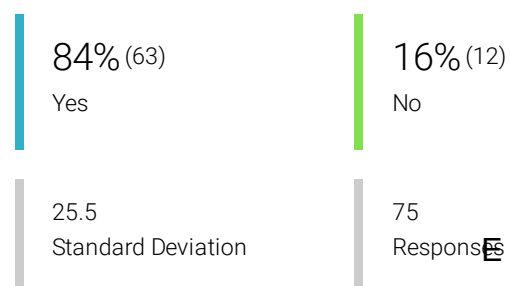 84% (63)
Yes
16% (12)
No
25.5
Standard Deviation
75
Responses
E